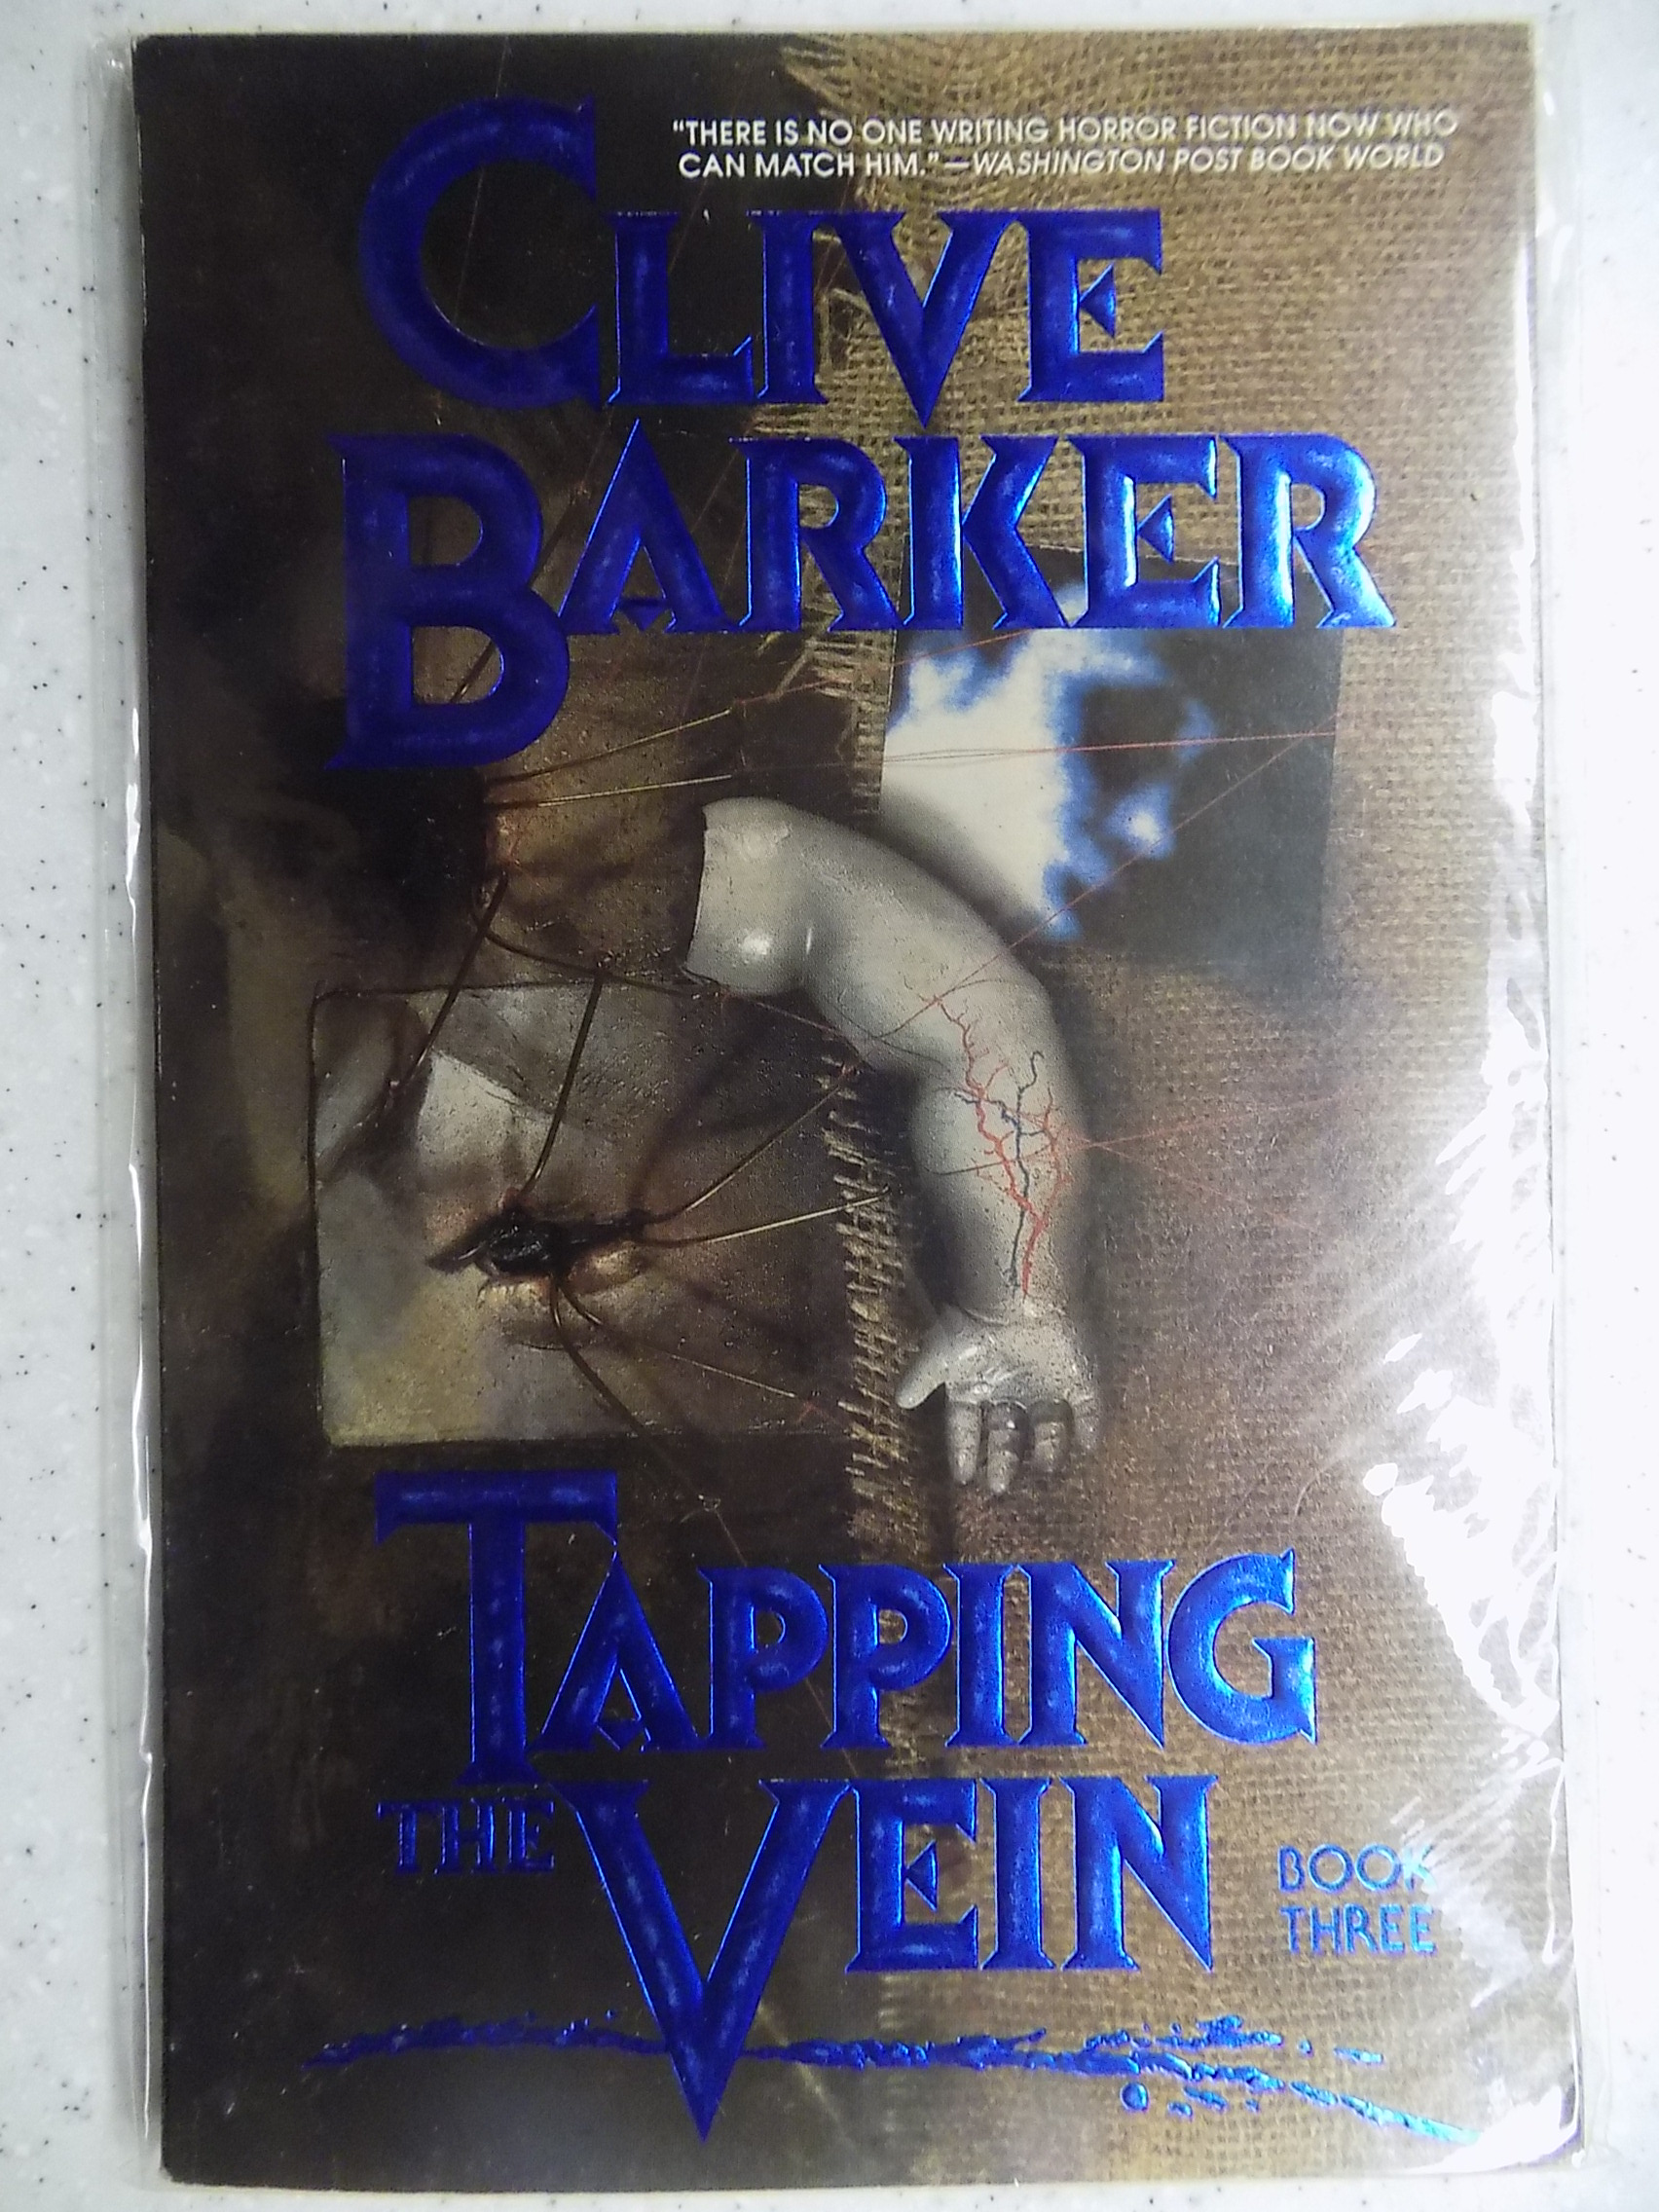 "THERE IS NO ONE WRITING HORROR FICTION NOW WHO
CAN MATCH HIM."—WASHINGTON POST BOOK WORLD
CLIVE
BARKER
TAPPING
THE VEIN
BOOK
THREE